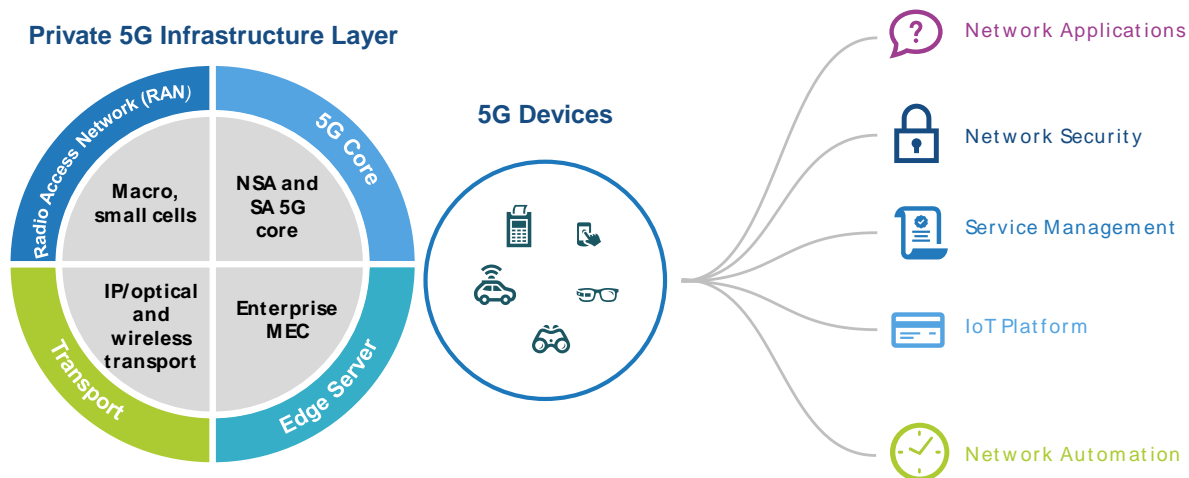 Private 5G Infrastructure Layer
Radio Access Network (RAN)
5G Core
Macro,
small cells
NSA and
SA 5G
core
IP/optical
and
wireless
transport
Enterprise
MEC
Transport
Edge Server
5G Devices
?
Network Applications
Network Security
Service Management
IoT Platform
Network Automation